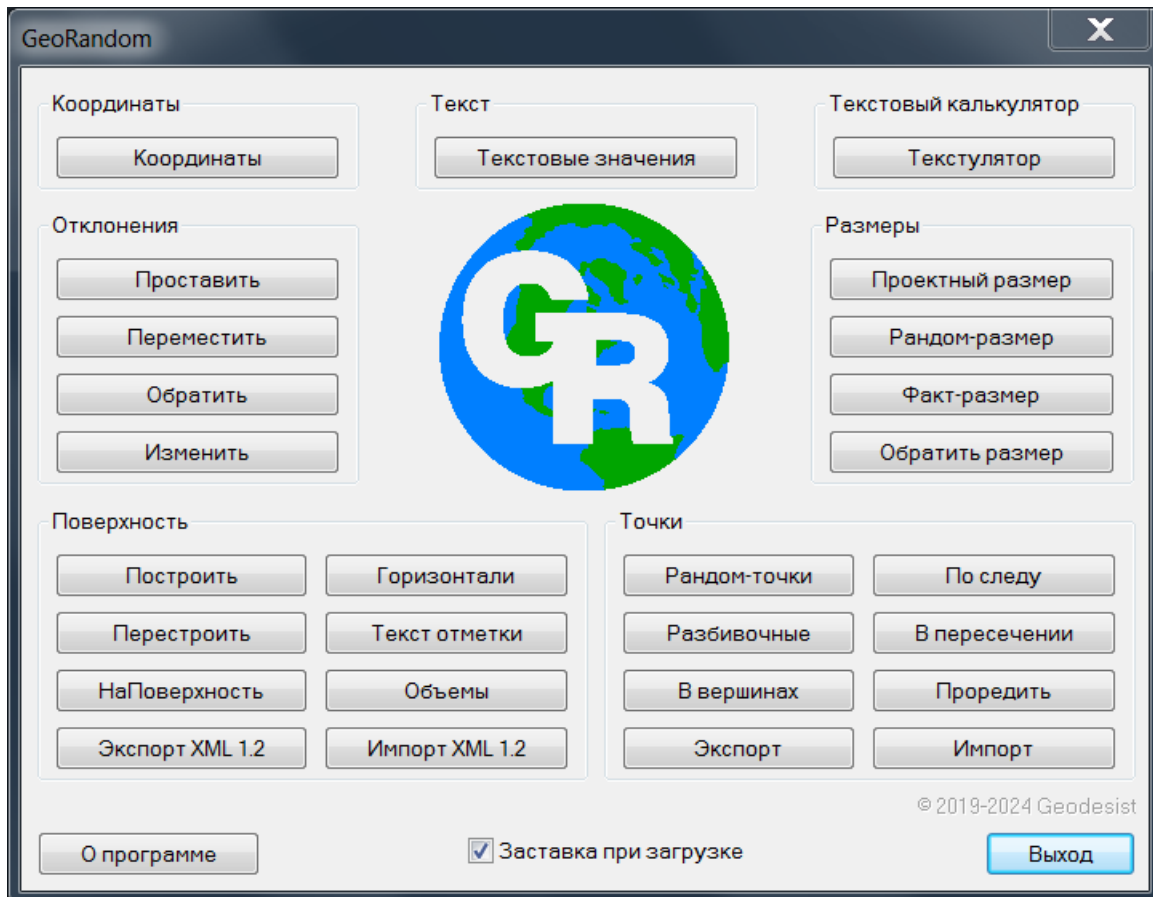 GeoRandom
X
Координаты
Координаты
Текст
Текстовые значения
Текстовый калькулятор
Текстулятор
Отклонения
Проставить
Переместить
Обратить
Изменить
GR
Размеры
Проектный размер
Рандом-размер
Факт-размер
Обратить размер
Поверхность
Построить
Горизонтали
Перестроить
Текст отметки
НаПоверхность
Объемы
Экспорт XML 1.2
Импорт XML 1.2
Точки
Рандом-точки
По следу
Разбивочные
В пересечении
В вершинах
Проредить
Экспорт
Импорт
© 2019-2024 Geodesist
О программе
Заставка при загрузке
Выход